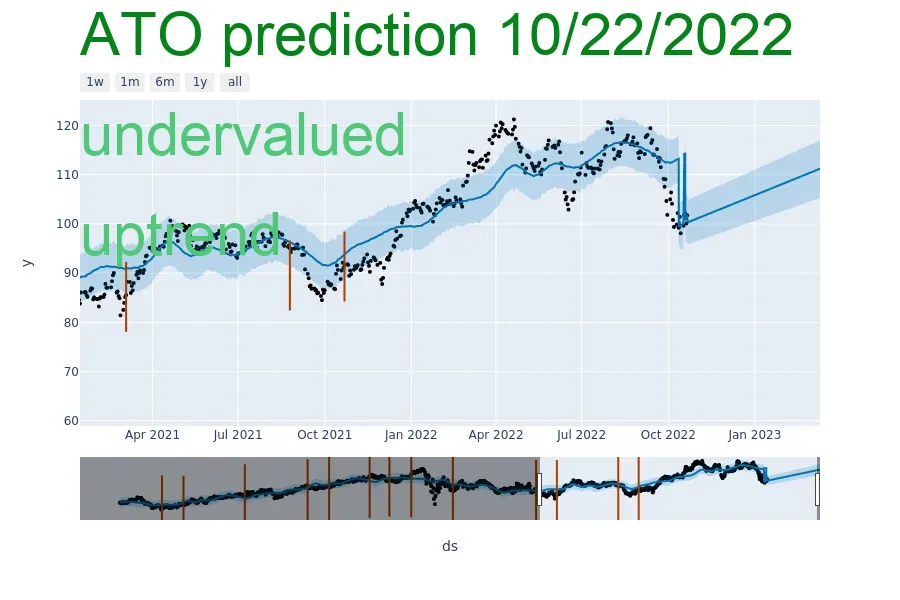 ATO prediction 10/22/2022
1w 1m 6m 1y all
undervalued
uptrend
120
110
100
90
80
70
60
y
Apr 2021 Jul 2021 Oct 2021 Jan 2022 Apr 2022 Jul 2022 Oct 2022 Jan 2023
ds